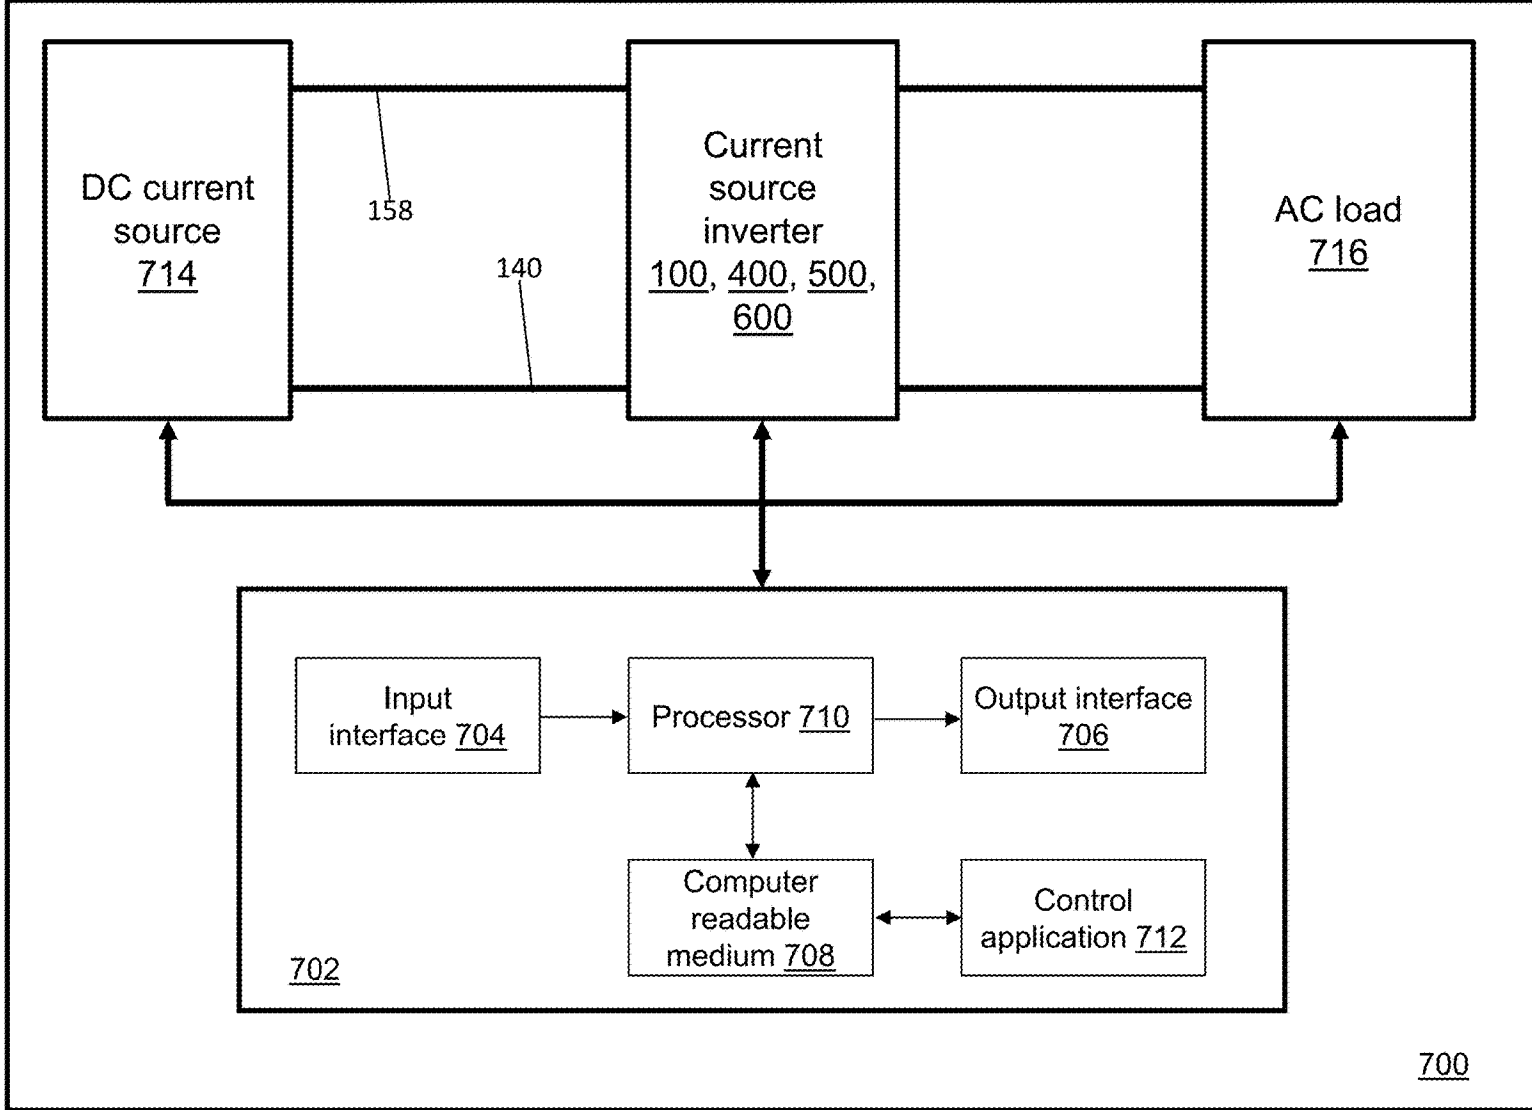 DC current
source
714
158
140
Current
source
inverter
100, 400, 500,
600
AC load
716
Input
interface 704
Processor 710
Output interface
706
Computer
readable
medium 708
Control
application 712
702
700